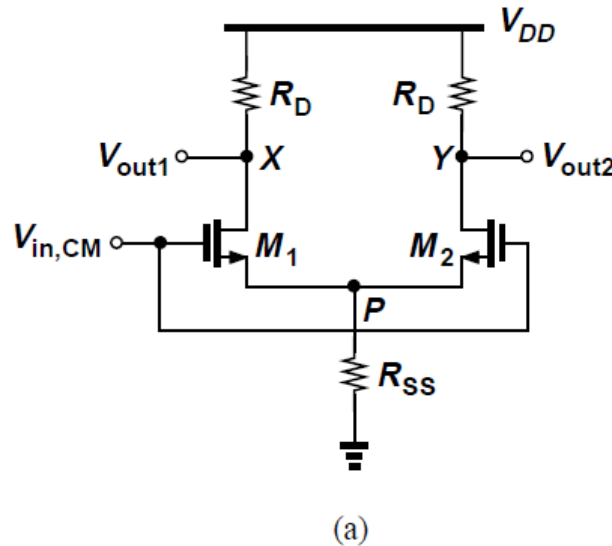 V_DD
R_D R_D
V_out1 X Y V_out2
V_in,CM M_1 M_2
P
R_SS
(a)